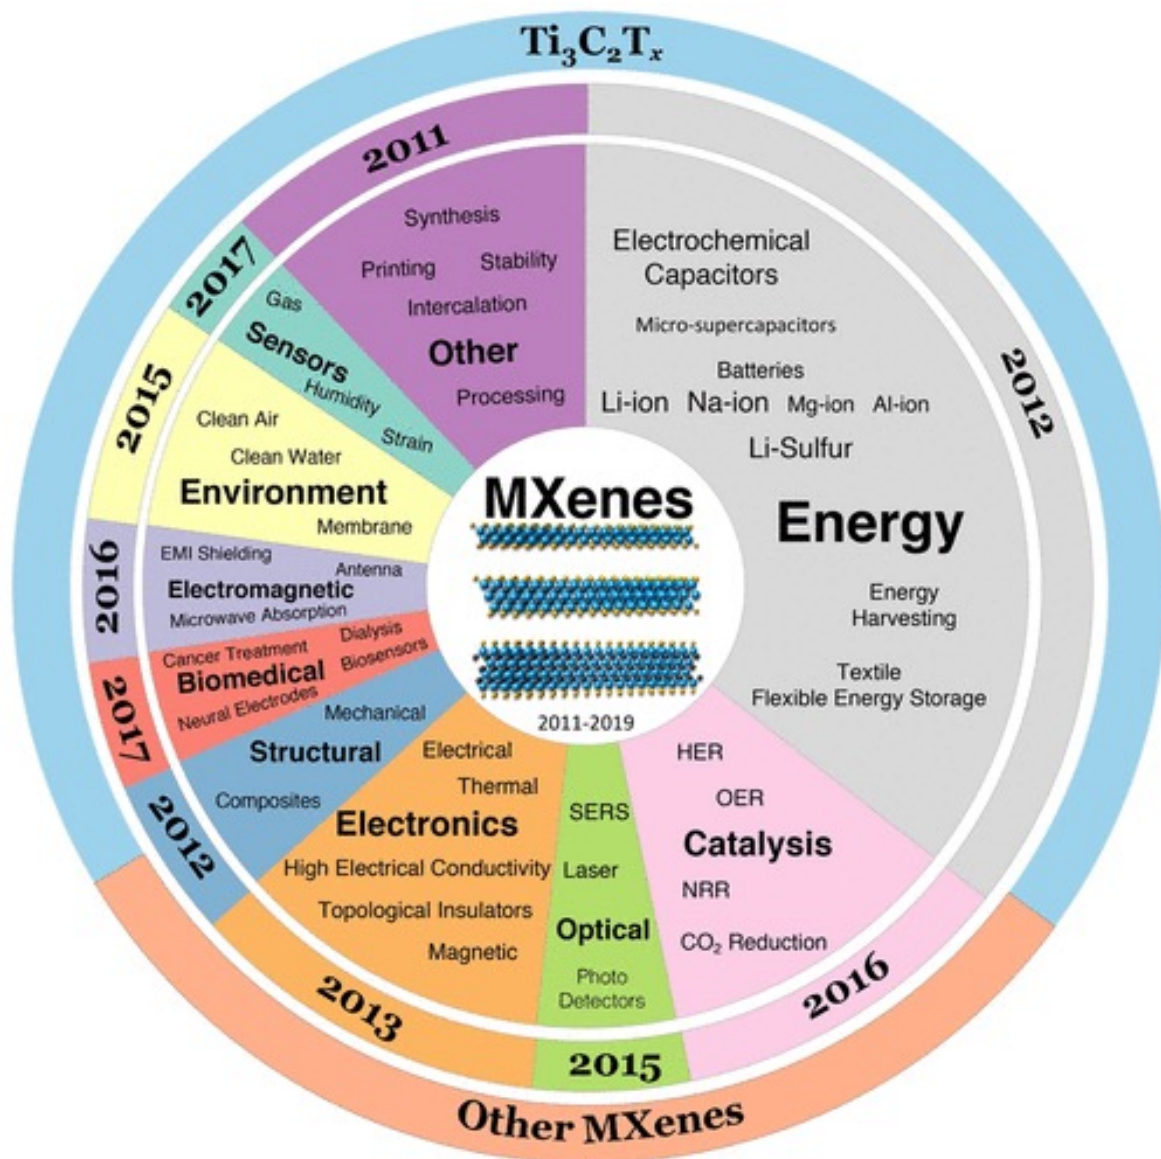 Ti₃C₂Tₓ
2011
Synthesis
Printing
Stability
Intercalation
Other
Processing
2012
Electrochemical
Capacitors
Micro-supercapacitors
Batteries
Li-ion Na-ion Mg-ion Al-ion
Li-Sulfur
Energy
Energy
Harvesting
Textile
Flexible Energy Storage
2016
HER
OER
Catalysis
NRR
CO₂ Reduction
2015
SERS
Laser
Optical
Photo
Detectors
2013
Electrical
Thermal
Electronics
High Electrical Conductivity
Topological Insulators
Magnetic
2012
Mechanical
Structural
Composites
2017
Cancer Treatment
Dialysis
Biomedical
Biosensors
Neural Electrodes
2016
EMI Shielding
Antenna
Electromagnetic
Microwave Absorption
2015
Clean Air
Clean Water
Environment
Membrane
2017
Gas
Sensors
Humidity
Strain
MXenes
2011-2019
Other MXenes